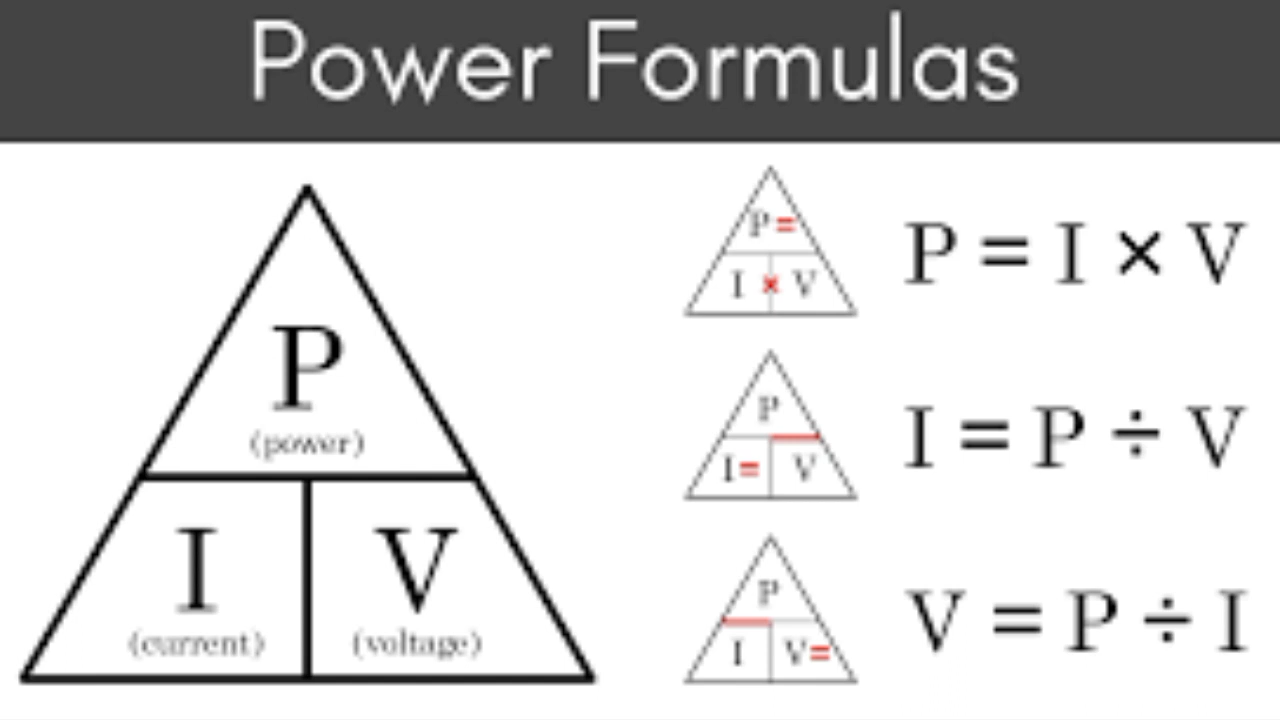 Power Formulas
P
(power)
I V
(current) (voltage)
P =
I × V
P = I × V
P
I = V
I = P ÷ V
P
I V =
V = P ÷ I